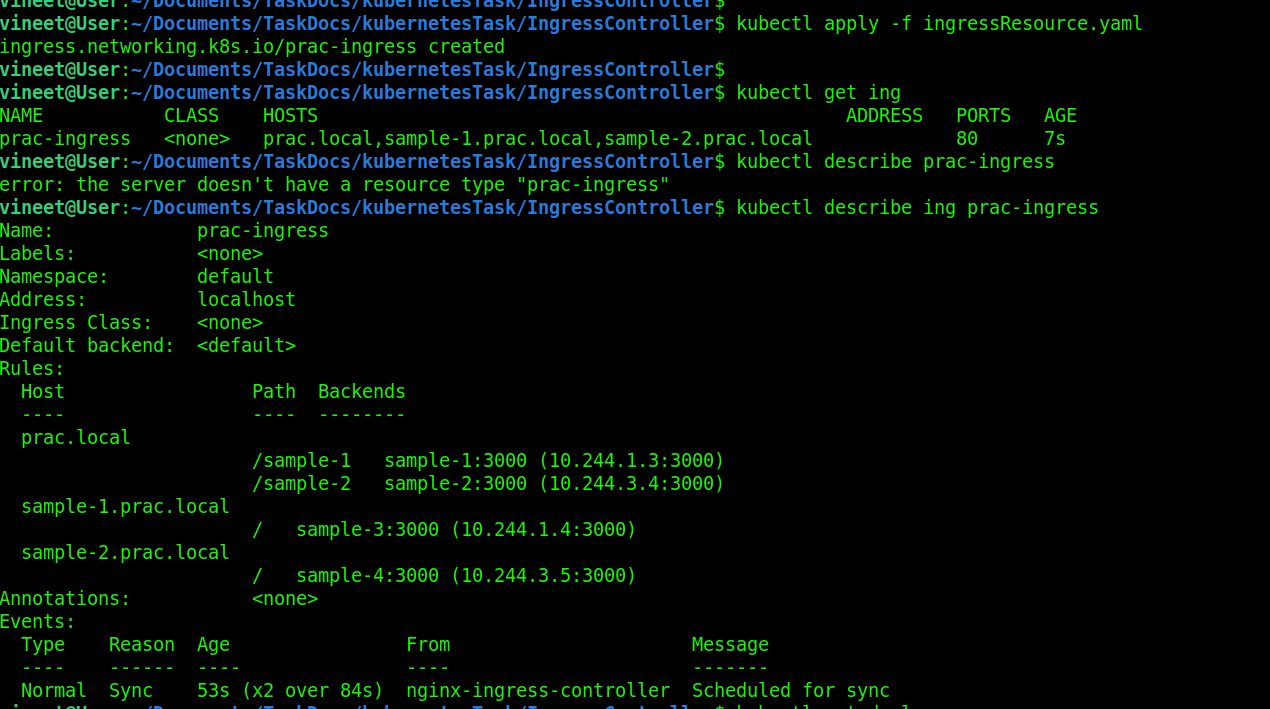 vineet@User:~/Documents/TaskDocs/kubernetesTask/IngressController$
vineet@User:~/Documents/TaskDocs/kubernetesTask/IngressController$ kubectl apply -f ingressResource.yaml
ingress.networking.k8s.io/prac-ingress created
vineet@User:~/Documents/TaskDocs/kubernetesTask/IngressController$
vineet@User:~/Documents/TaskDocs/kubernetesTask/IngressController$ kubectl get ing
NAME           CLASS    HOSTS                                                ADDRESS   PORTS   AGE
prac-ingress   <none>   prac.local,sample-1.prac.local,sample-2.prac.local             80      7s
vineet@User:~/Documents/TaskDocs/kubernetesTask/IngressController$ kubectl describe prac-ingress
error: the server doesn't have a resource type "prac-ingress"
vineet@User:~/Documents/TaskDocs/kubernetesTask/IngressController$ kubectl describe ing prac-ingress
Name:             prac-ingress
Labels:           <none>
Namespace:        default
Address:          localhost
Ingress Class:    <none>
Default backend:  <default>
Rules:
  Host                 Path  Backends
  ----                 ----  --------
  prac.local
                       /sample-1   sample-1:3000 (10.244.1.3:3000)
                       /sample-2   sample-2:3000 (10.244.3.4:3000)
  sample-1.prac.local
                       /   sample-3:3000 (10.244.1.4:3000)
  sample-2.prac.local
                       /   sample-4:3000 (10.244.3.5:3000)
Annotations:           <none>
Events:
  Type    Reason  Age                From                      Message
  ----    ------  ----               ----                      -------
  Normal  Sync    53s (x2 over 84s)  nginx-ingress-controller  Scheduled for sync
vineet@User:~/Documents/TaskDocs/kubernetesTask/IngressController$ kubectl